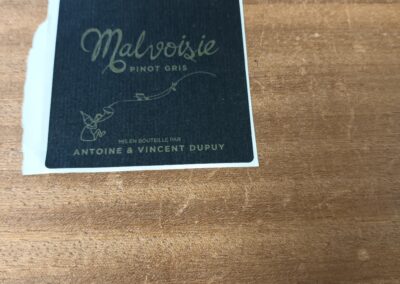 Malvoisie
PINOT GRIS
MIS EN BOUTEILLE PAR
ANTOINE & VINCENT DUPUY